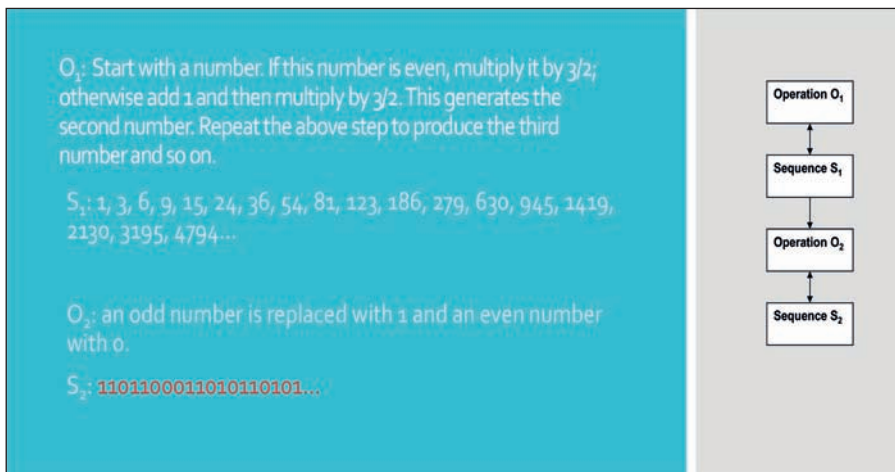 O₁: Start with a number. If this number is even, multiply it by 3/2;
otherwise add 1 and then multiply by 3/2. This generates the
second number. Repeat the above step to produce the third
number and so on.
S₁: 1, 3, 6, 9, 15, 24, 36, 54, 81, 123, 186, 279, 630, 945, 1419,
2130, 3195, 4794...
O₂: an odd number is replaced with 1 and an even number
with 0.
S₂: 1101100011010110101...
Operation O₁
Sequence S₁
Operation O₂
Sequence S₂